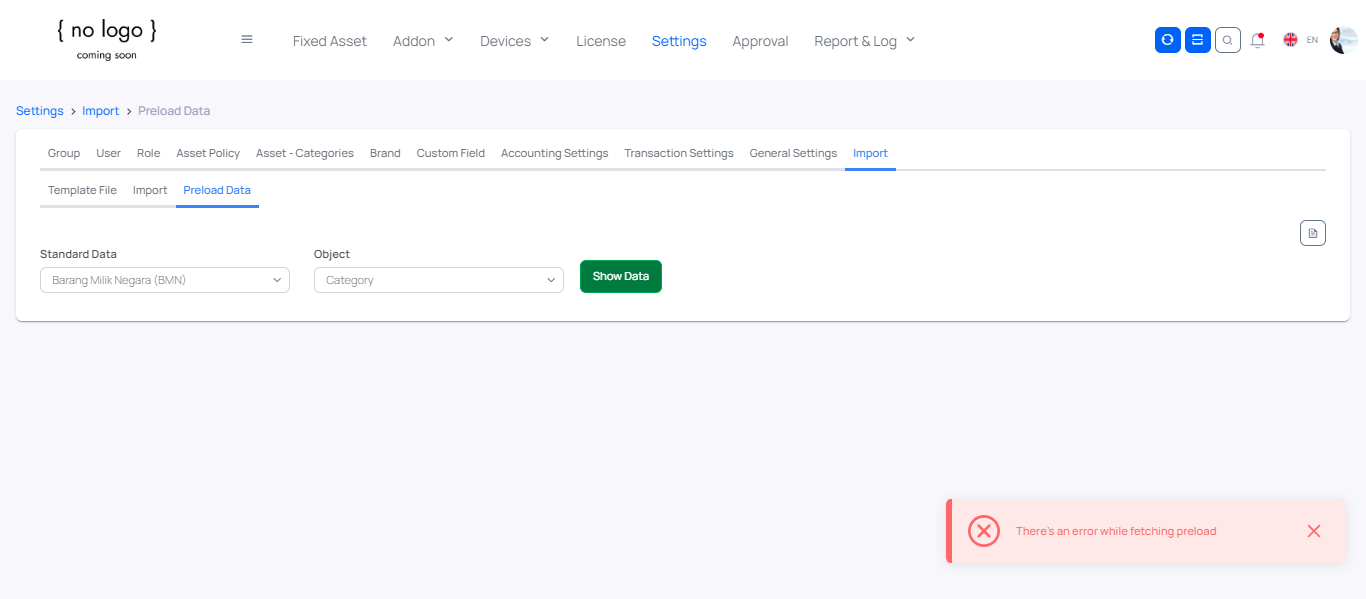 { no logo }
coming soon
Fixed Asset Addon Devices License Settings Approval Report & Log EN
Settings > Import > Preload Data
Group User Role Asset Policy Asset - Categories Brand Custom Field Accounting Settings Transaction Settings General Settings Import
Template File Import Preload Data
Standard Data Object
Barang Milik Negara (BMN) Category Show Data
There's an error while fetching preload